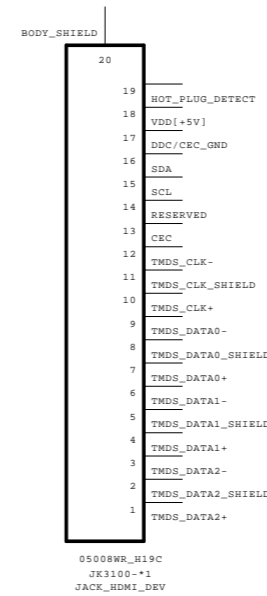 BODY_SHIELD
20
19
HOT_PLUG_DETECT
18
VDD[+5V]
17
DDC/CEC_GND
16
SDA
15
SCL
14
RESERVED
13
CEC
12
TMDS_CLK-
11
TMDS_CLK_SHIELD
10
TMDS_CLK+
9
TMDS_DATA0-
8
TMDS_DATA0_SHIELD
7
TMDS_DATA0+
6
TMDS_DATA1-
5
TMDS_DATA1_SHIELD
4
TMDS_DATA1+
3
TMDS_DATA2-
2
TMDS_DATA2_SHIELD
1
TMDS_DATA2+
05008WR_H19C
JK3100-*1
JACK_HDMI_DEV